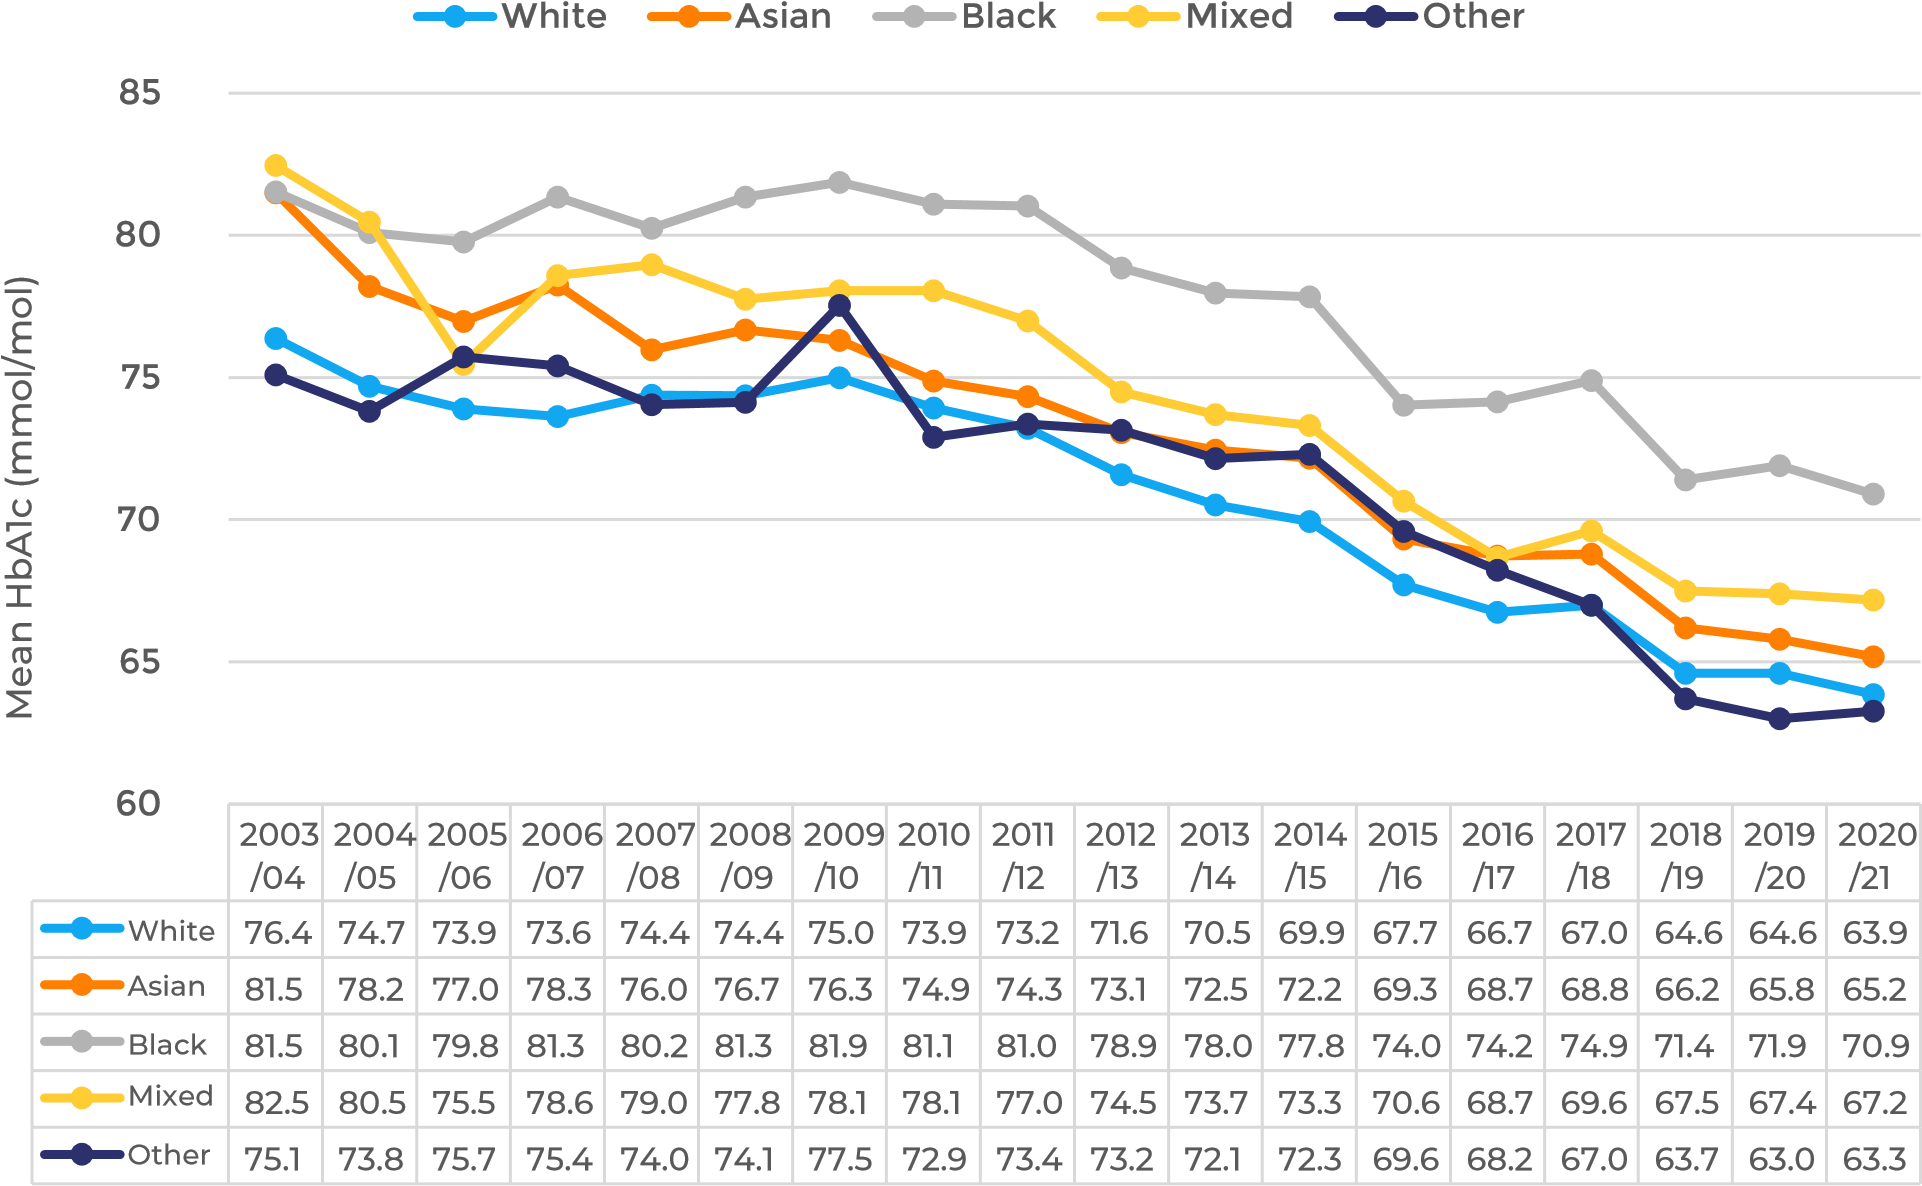 White Asian Black Mixed Other
85
80
75
70
65
60
Mean HbA1c (mmol/mol)
2003 2004 2005 2006 2007 2008 2009 2010 2011 2012 2013 2014 2015 2016 2017 2018 2019 2020
/04 /05 /06 /07 /08 /09 /10 /11 /12 /13 /14 /15 /16 /17 /18 /19 /20 /21
White 76.4 74.7 73.9 73.6 74.4 74.4 75.0 73.9 73.2 71.6 70.5 69.9 67.7 66.7 67.0 64.6 64.6 63.9
Asian 81.5 78.2 77.0 78.3 76.0 76.7 76.3 74.9 74.3 73.1 72.5 72.2 69.3 68.7 68.8 66.2 65.8 65.2
Black 81.5 80.1 79.8 81.3 80.2 81.3 81.9 81.1 81.0 78.9 78.0 77.8 74.0 74.2 74.9 71.4 71.9 70.9
Mixed 82.5 80.5 75.5 78.6 79.0 77.8 78.1 78.1 77.0 74.5 73.7 73.3 70.6 68.7 69.6 67.5 67.4 67.2
Other 75.1 73.8 75.7 75.4 74.0 74.1 77.5 72.9 73.4 73.2 72.1 72.3 69.6 68.2 67.0 63.7 63.0 63.3